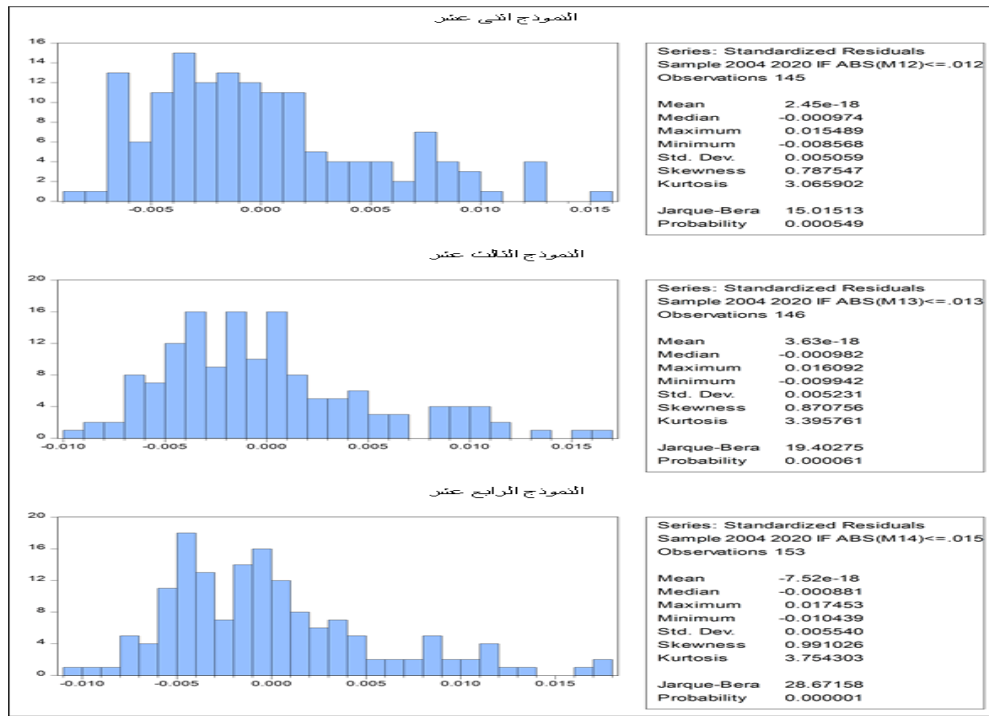 النموذج اثنى عشر
16
14
12
10
8
6
4
2
0
-0.005 0.000 0.005 0.010 0.015
Series: Standardized Residuals
Sample 2004 2020 IF ABS(M12)<=.012
Observations 145
Mean 2.45e-18
Median -0.000974
Maximum 0.015489
Minimum -0.008568
Std. Dev. 0.005059
Skewness 0.787547
Kurtosis 3.065902
Jarque-Bera 15.01513
Probability 0.000549
النموذج الثالث عشر
20
16
12
8
4
0
-0.010 -0.005 0.000 0.005 0.010 0.015
Series: Standardized Residuals
Sample 2004 2020 IF ABS(M13)<=.013
Observations 146
Mean 3.63e-18
Median -0.000982
Maximum 0.016092
Minimum -0.009942
Std. Dev. 0.005231
Skewness 0.870756
Kurtosis 3.395761
Jarque-Bera 19.40275
Probability 0.000061
النموذج الرابع عشر
20
16
12
8
4
0
-0.010 -0.005 0.000 0.005 0.010 0.015
Series: Standardized Residuals
Sample 2004 2020 IF ABS(M14)<=.015
Observations 153
Mean -7.52e-18
Median -0.000881
Maximum 0.017453
Minimum -0.010439
Std. Dev. 0.005540
Skewness 0.991026
Kurtosis 3.754303
Jarque-Bera 28.67158
Probability 0.000001